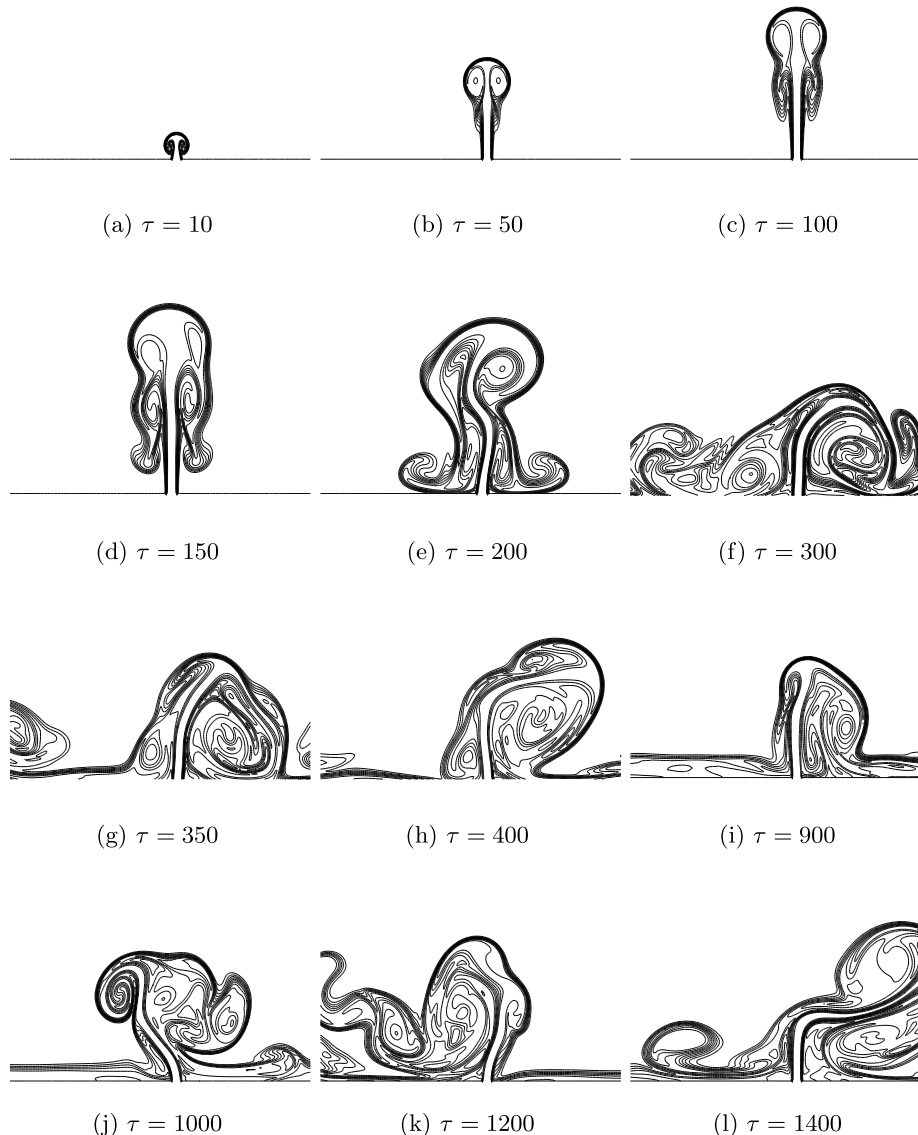 (a) τ = 10
(b) τ = 50
(c) τ = 100
(d) τ = 150
(e) τ = 200
(f) τ = 300
(g) τ = 350
(h) τ = 400
(i) τ = 900
(j) τ = 1000
(k) τ = 1200
(l) τ = 1400